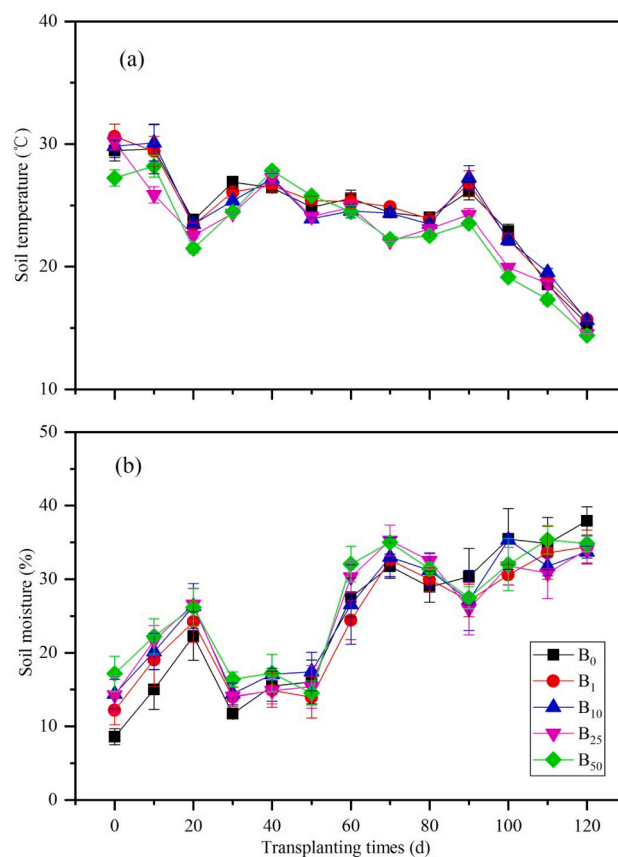 40
(a)
30
20
10
Soil temperature (℃)
50
(b)
40
30
20
10
0
Soil moisture (%)
B0
B1
B10
B25
B50
0 20 40 60 80 100 120
Transplanting times (d)